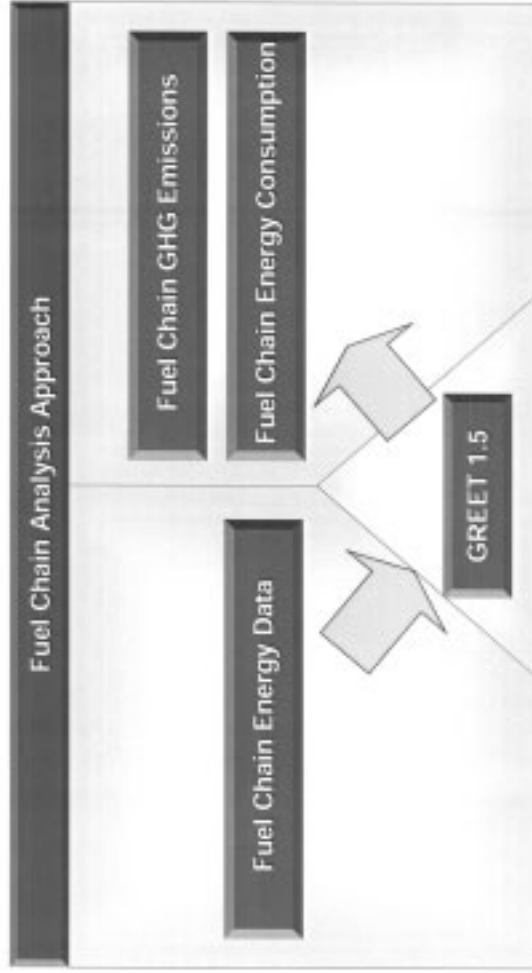 Fuel Chain Analysis Approach
Fuel Chain Energy Data
Fuel Chain GHG Emissions
Fuel Chain Energy Consumption
GREET 1.5